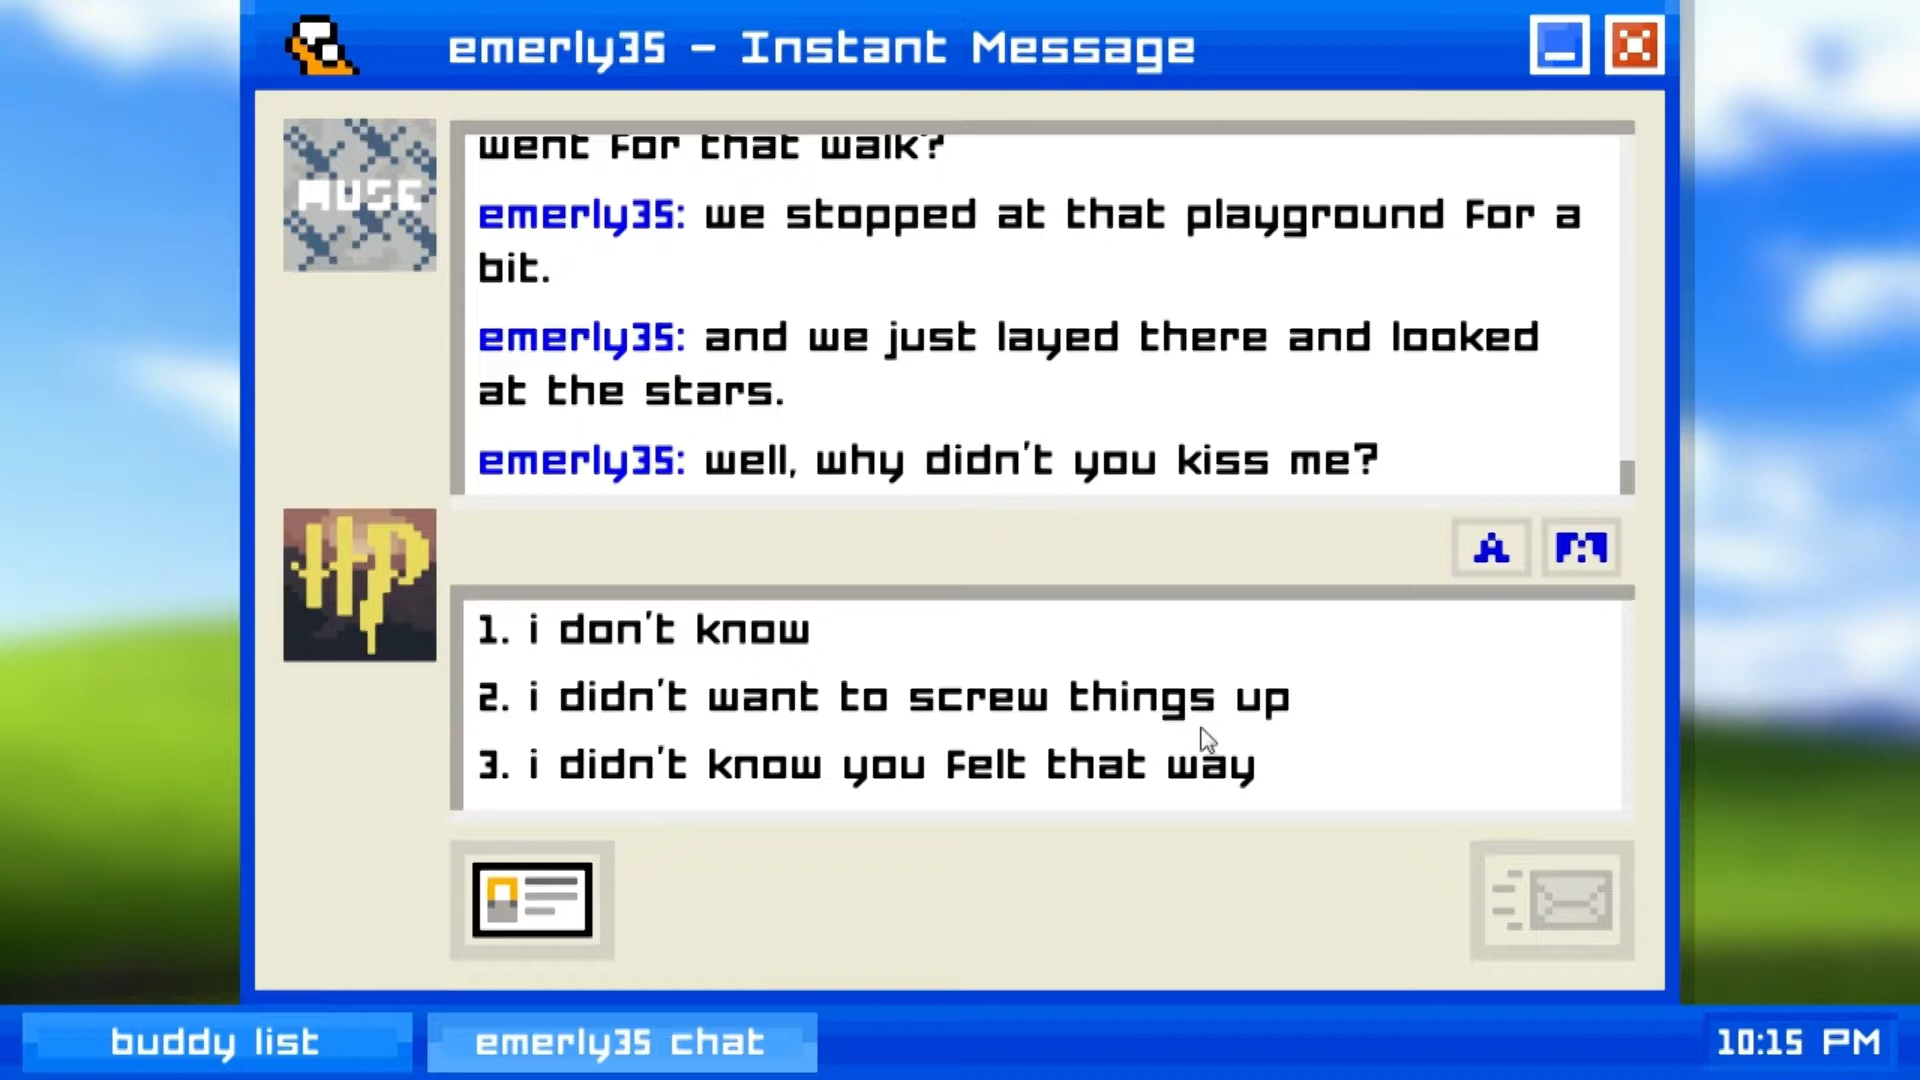 emerly35 – Instant Message
MUSE
went for that walk?
emerly35: we stopped at that playground for a
bit.
emerly35: and we just layed there and looked
at the stars.
emerly35: well, why didn't you kiss me?
HP
A
M
1. i don't know
2. i didn't want to screw things up
3. i didn't know you felt that way
buddy list
emerly35 chat
10:15 PM